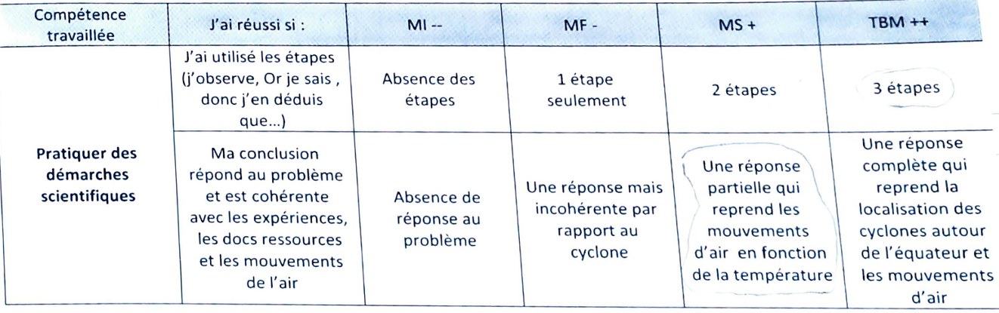 Compétence
travaillée
J'ai réussi si :
MI --
MF -
MS +
TBM ++
Pratiquer des
démarches
scientifiques
J'ai utilisé les étapes
(j'observe, Or je sais ,
donc j'en déduis
que...)
Absence des
étapes
1 étape
seulement
2 étapes
3 étapes
Ma conclusion
répond au problème
et est cohérente
avec les expériences,
les docs ressources
et les mouvements
de l'air
Absence de
réponse au
problème
Une réponse mais
incohérente par
rapport au
cyclone
Une réponse
partielle qui
reprend les
mouvements
d'air en fonction
de la température
Une réponse
complète qui
reprend la
localisation des
cyclones autour
de l'équateur et
les mouvements
d'air